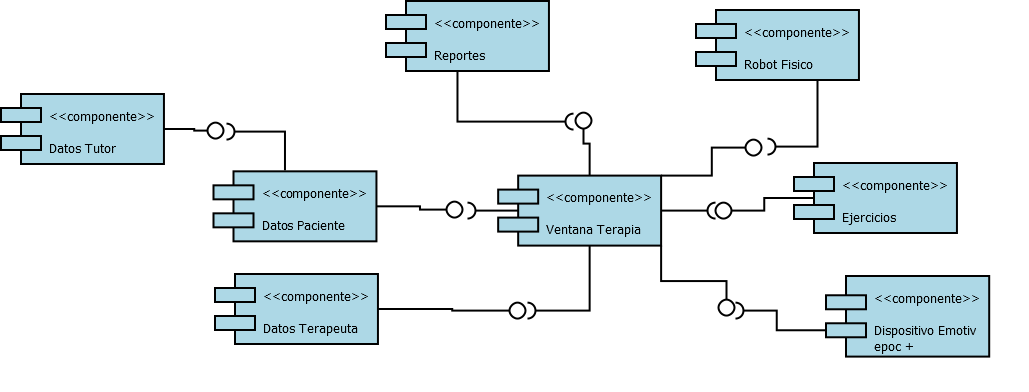 <<componente>>
Reportes
<<componente>>
Robot Fisico
<<componente>>
Datos Tutor
<<componente>>
Datos Paciente
<<componente>>
Ventana Terapia
<<componente>>
Ejercicios
<<componente>>
Datos Terapeuta
<<componente>>
Dispositivo Emotiv
epoc +